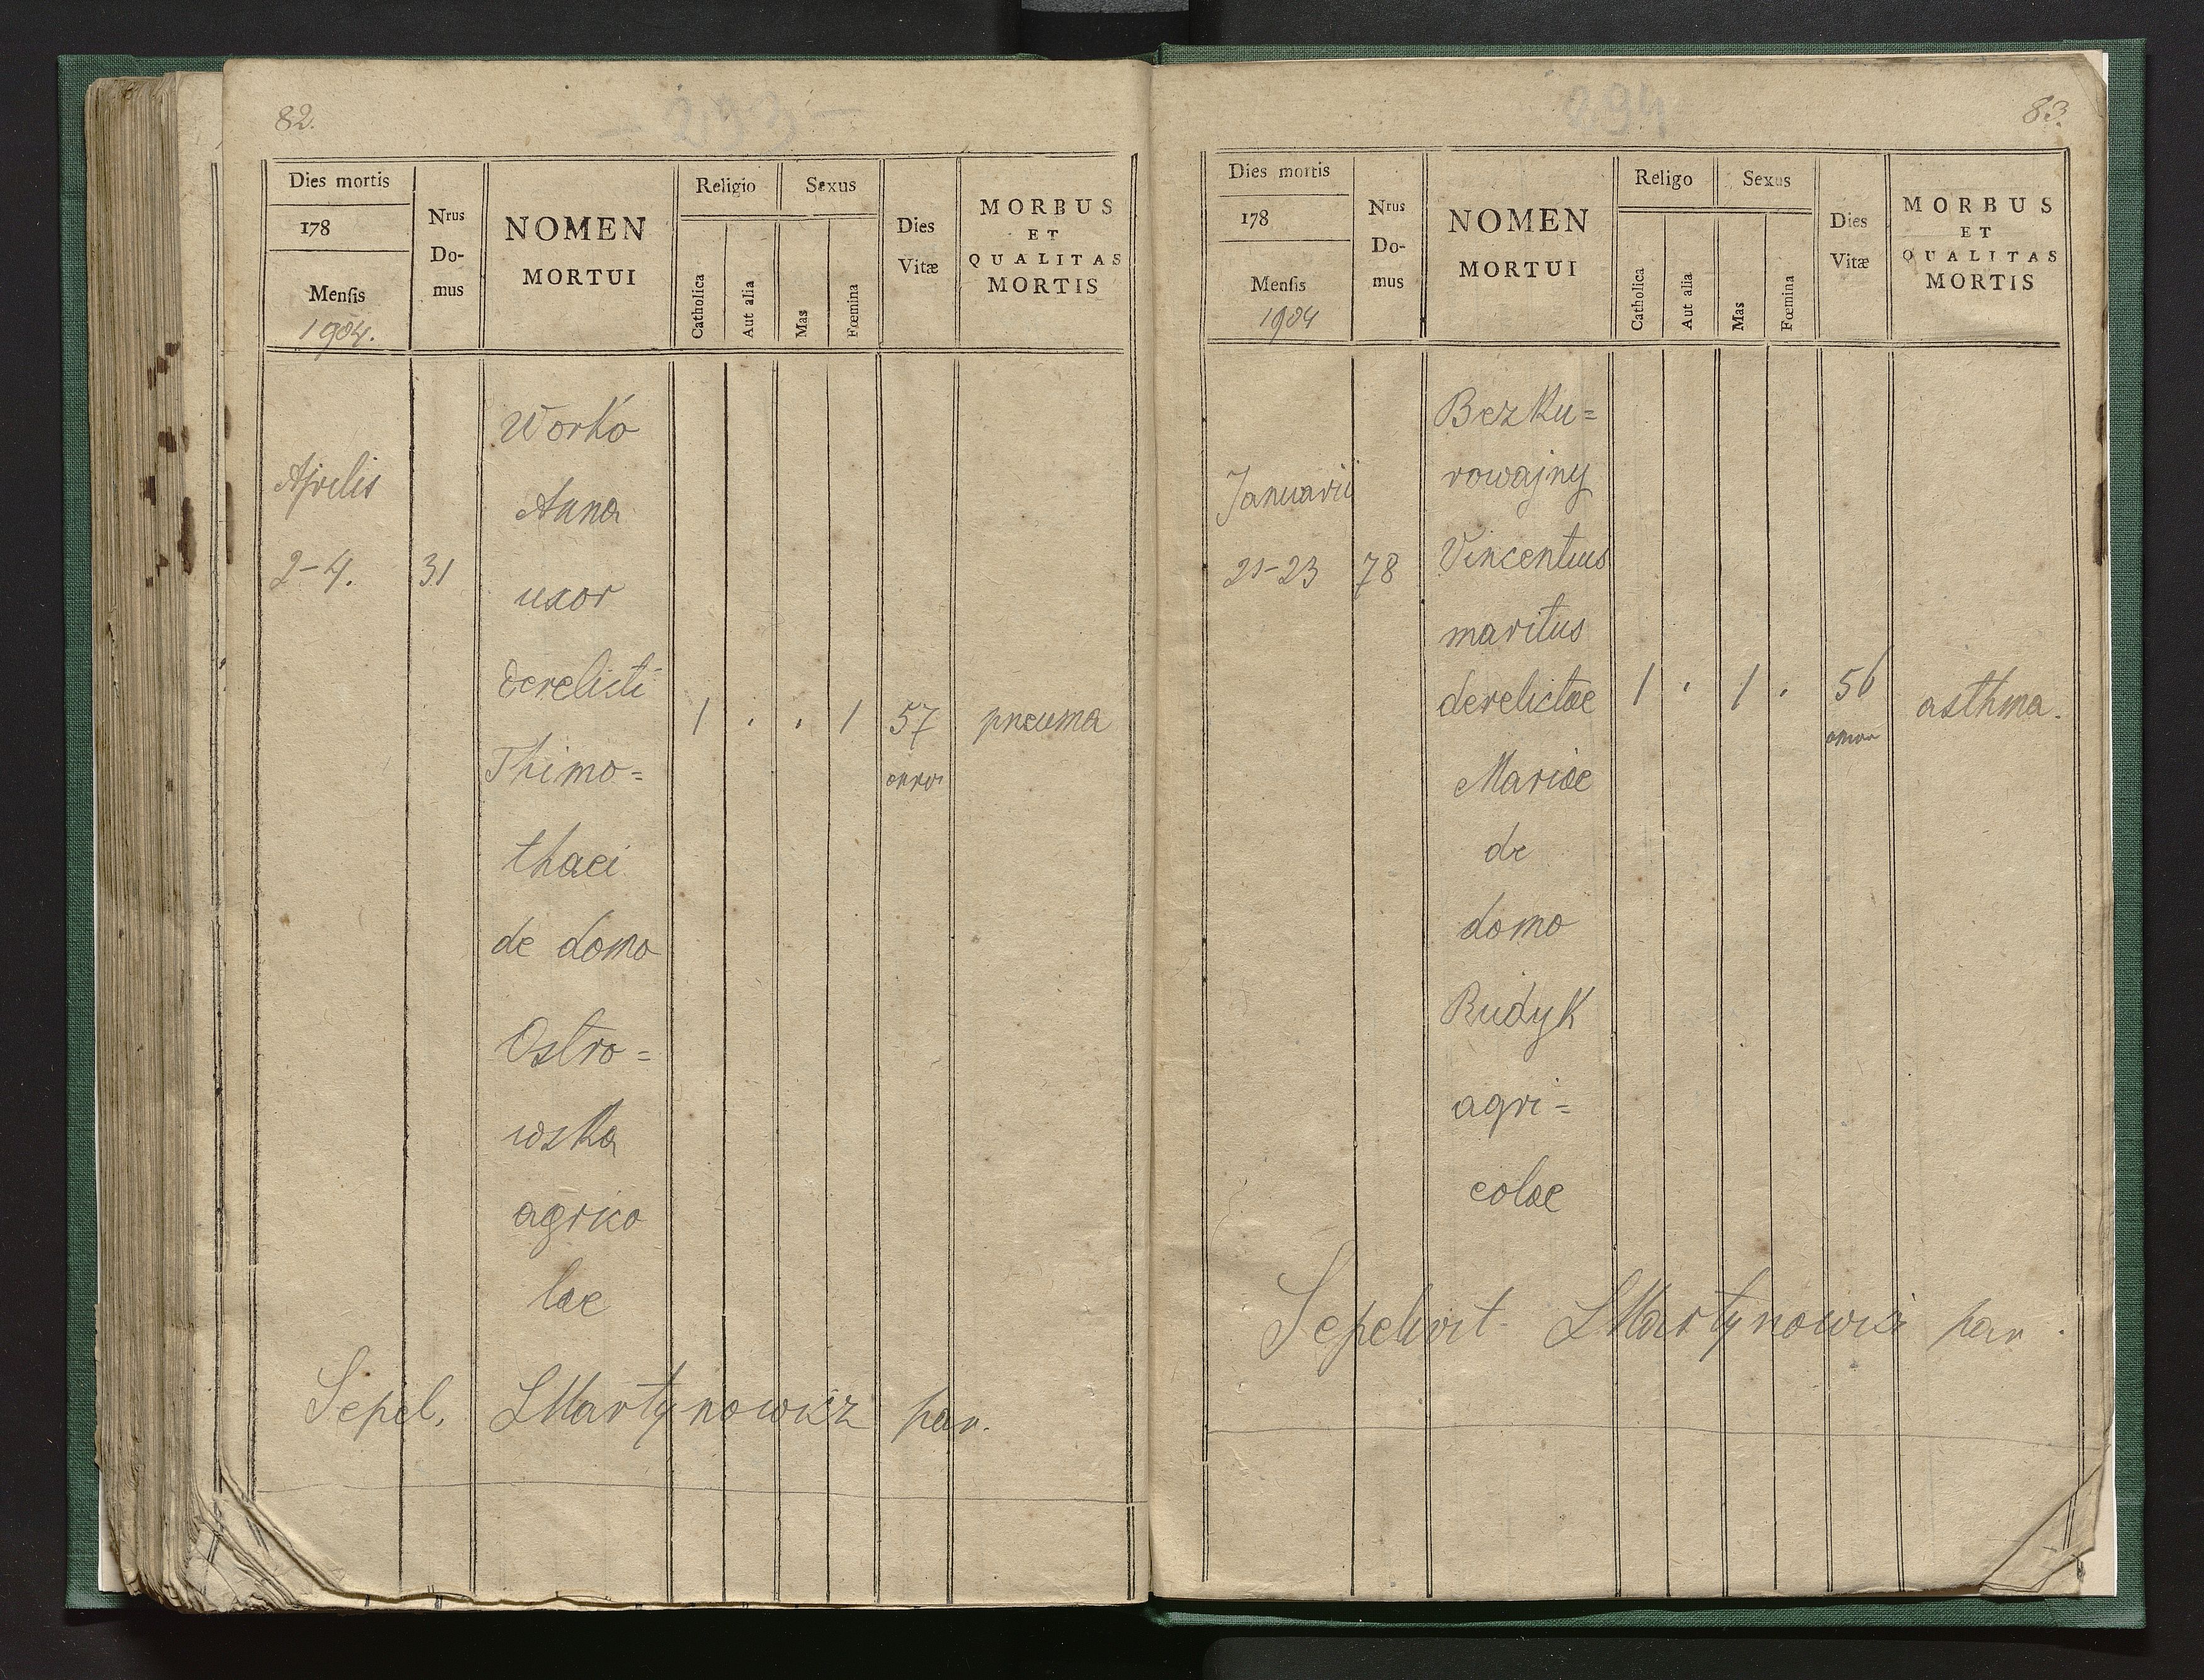 82.
— 293 —
Dies mortis
178
Mensis
1904.
Nrus
Do-
mus
NOMEN
MORTUI
Religio
Catholica
Aut alia
Sexus
Mas
Fœmina
Dies
Vitæ
MORBUS
ET
QUALITAS
MORTIS
Aprilis
2-4.
31
Worko
Anna
uxor
derelicti
Thimo=
thaei
de domo
Ostro=
wska
agrico
lae
1 . . 1
57
pneuma
Sepel. LMartynowicz par.
294
83.
Dies mortis
178
Mensis
1904
Nrus
Do-
mus
NOMEN
MORTUI
Religo
Catholica
Aut alia
Sexus
Mas
Fœmina
Dies
Vitæ
MORBUS
ET
QUALITAS
MORTIS
Januarii
21-23
78
Bezku=
rowajny
Vincentius
maritus
derelictae
Mariae
de
domo
Rudyk
agri=
colae
1 . 1 .
56
asthma.
Sepelivit LMartynowicz par.